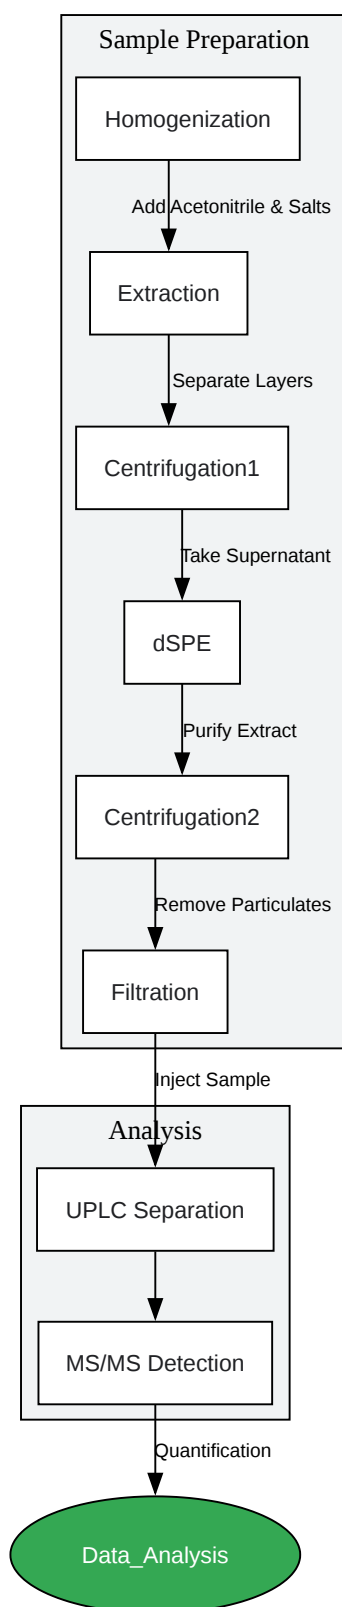 Sample Preparation
Homogenization
Add Acetonitrile & Salts
Extraction
Separate Layers
Centrifugation1
Take Supernatant
dSPE
Purify Extract
Centrifugation2
Remove Particulates
Filtration
Inject Sample
Analysis
UPLC Separation
MS/MS Detection
Quantification
Data_Analysis